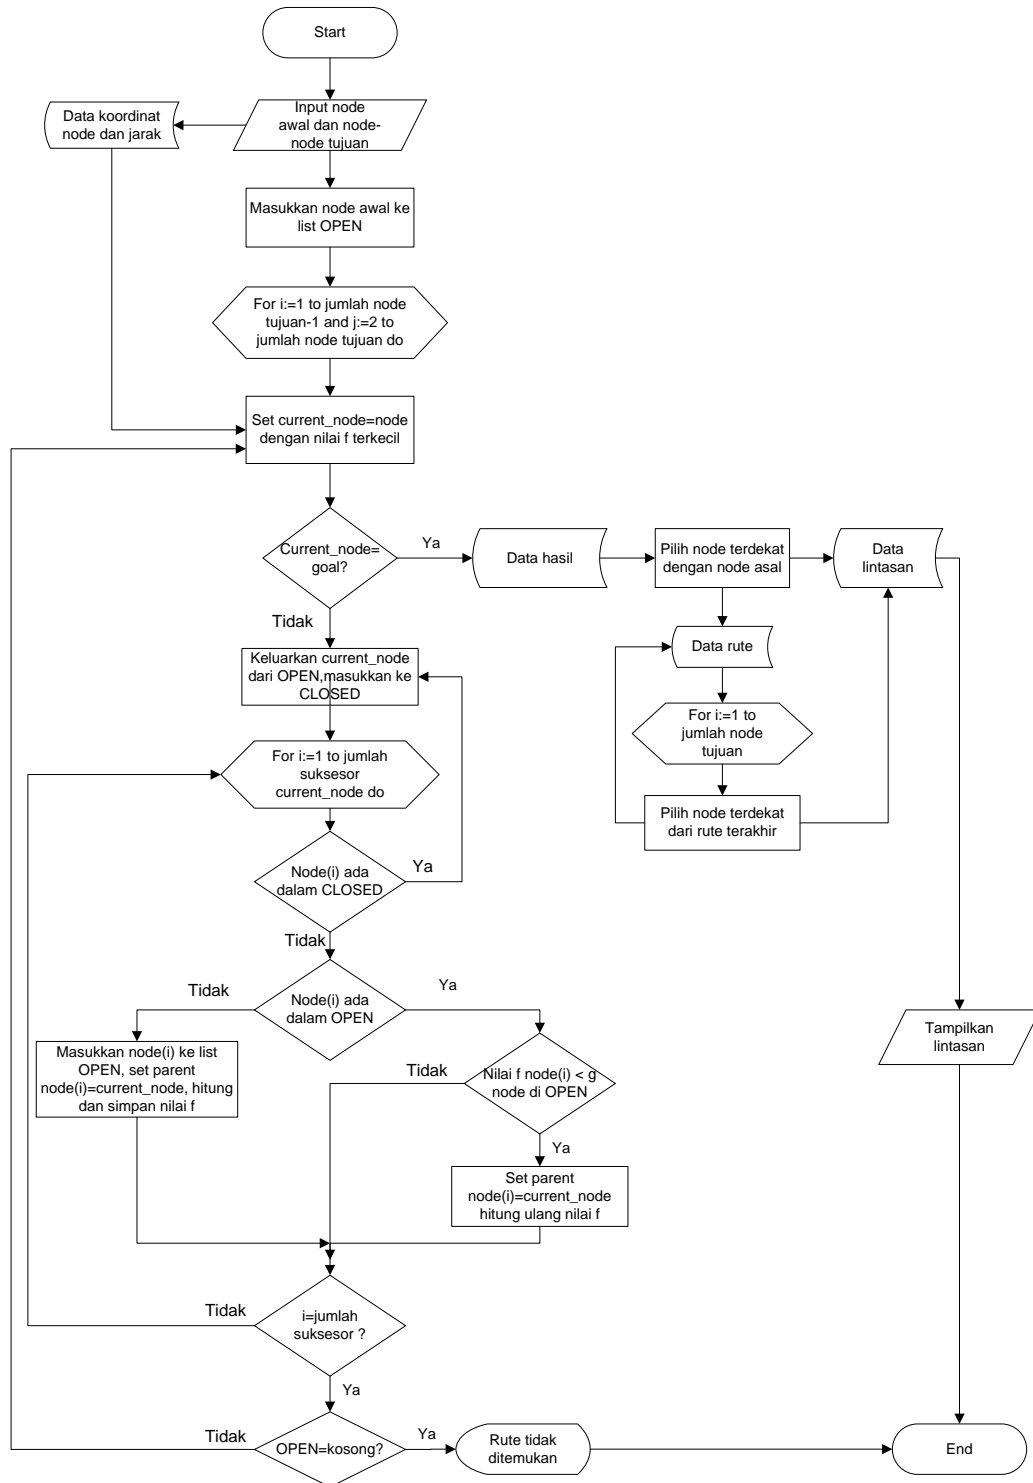 Start
Input node
awal dan node-
node tujuan
Data koordinat
node dan jarak
Masukkan node awal ke
list OPEN
For i:=1 to jumlah node
tujuan-1 and j:=2 to
jumlah node tujuan do
Set current_node=node
dengan nilai f terkecil
Current_node=
goal?
Ya
Data hasil
Pilih node terdekat
dengan node asal
Data
lintasan
Tidak
Keluarkan current_node
dari OPEN,masukkan ke
CLOSED
Data rute
For i:=1 to
jumlah node
tujuan
Pilih node terdekat
dari rute terakhir
For i:=1 to jumlah
suksesor
current_node do
Node(i) ada
dalam CLOSED
Ya
Tidak
Node(i) ada
dalam OPEN
Tidak
Ya
Masukkan node(i) ke list
OPEN, set parent
node(i)=current_node, hitung
dan simpan nilai f
Nilai f node(i) < g
node di OPEN
Tidak
Ya
Set parent
node(i)=current_node
hitung ulang nilai f
Tampilkan
lintasan
i=jumlah
suksesor ?
Tidak
Ya
OPEN=kosong?
Tidak
Ya
Rute tidak
ditemukan
End